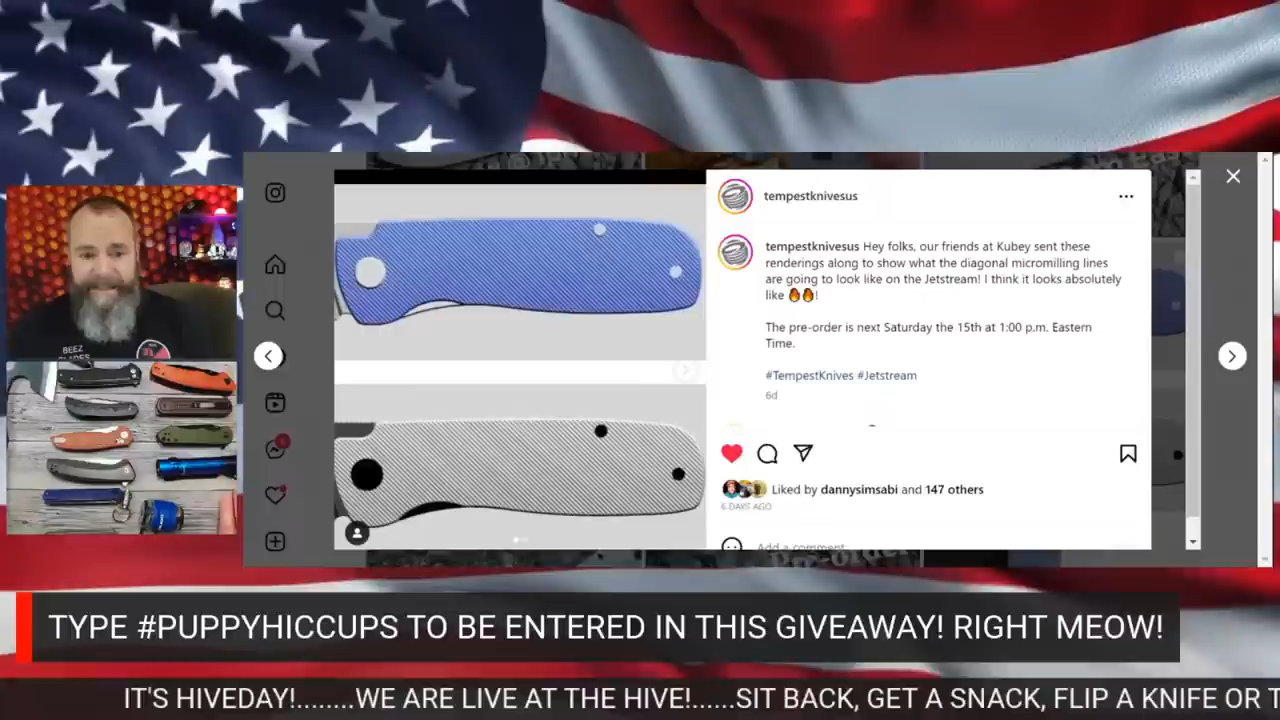 tempestknivesus
tempestknivesus Hey folks, our friends at Kubey sent these
renderings along to show what the diagonal micromilling lines
are going to look like on the Jetstream! I think it looks absolutely
like 🔥🔥!
The pre-order is next Saturday the 15th at 1:00 p.m. Eastern
Time.
#TempestKnives #Jetstream
6d
Liked by dannysimsabi and 147 others
6 DAYS AGO
Add a comment...
BEEZ
BLADES
TYPE #PUPPYHICCUPS TO BE ENTERED IN THIS GIVEAWAY! RIGHT MEOW!
IT'S HIVEDAY!........WE ARE LIVE AT THE HIVE!......SIT BACK, GET A SNACK, FLIP A KNIFE OR T